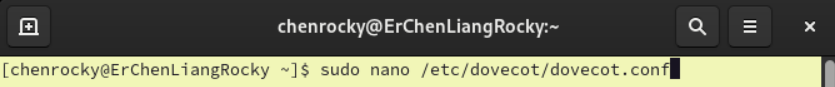 chenrocky@ErChenLiangRocky:~
[chenrocky@ErChenLiangRocky ~]$ sudo nano /etc/dovecot/dovecot.conf